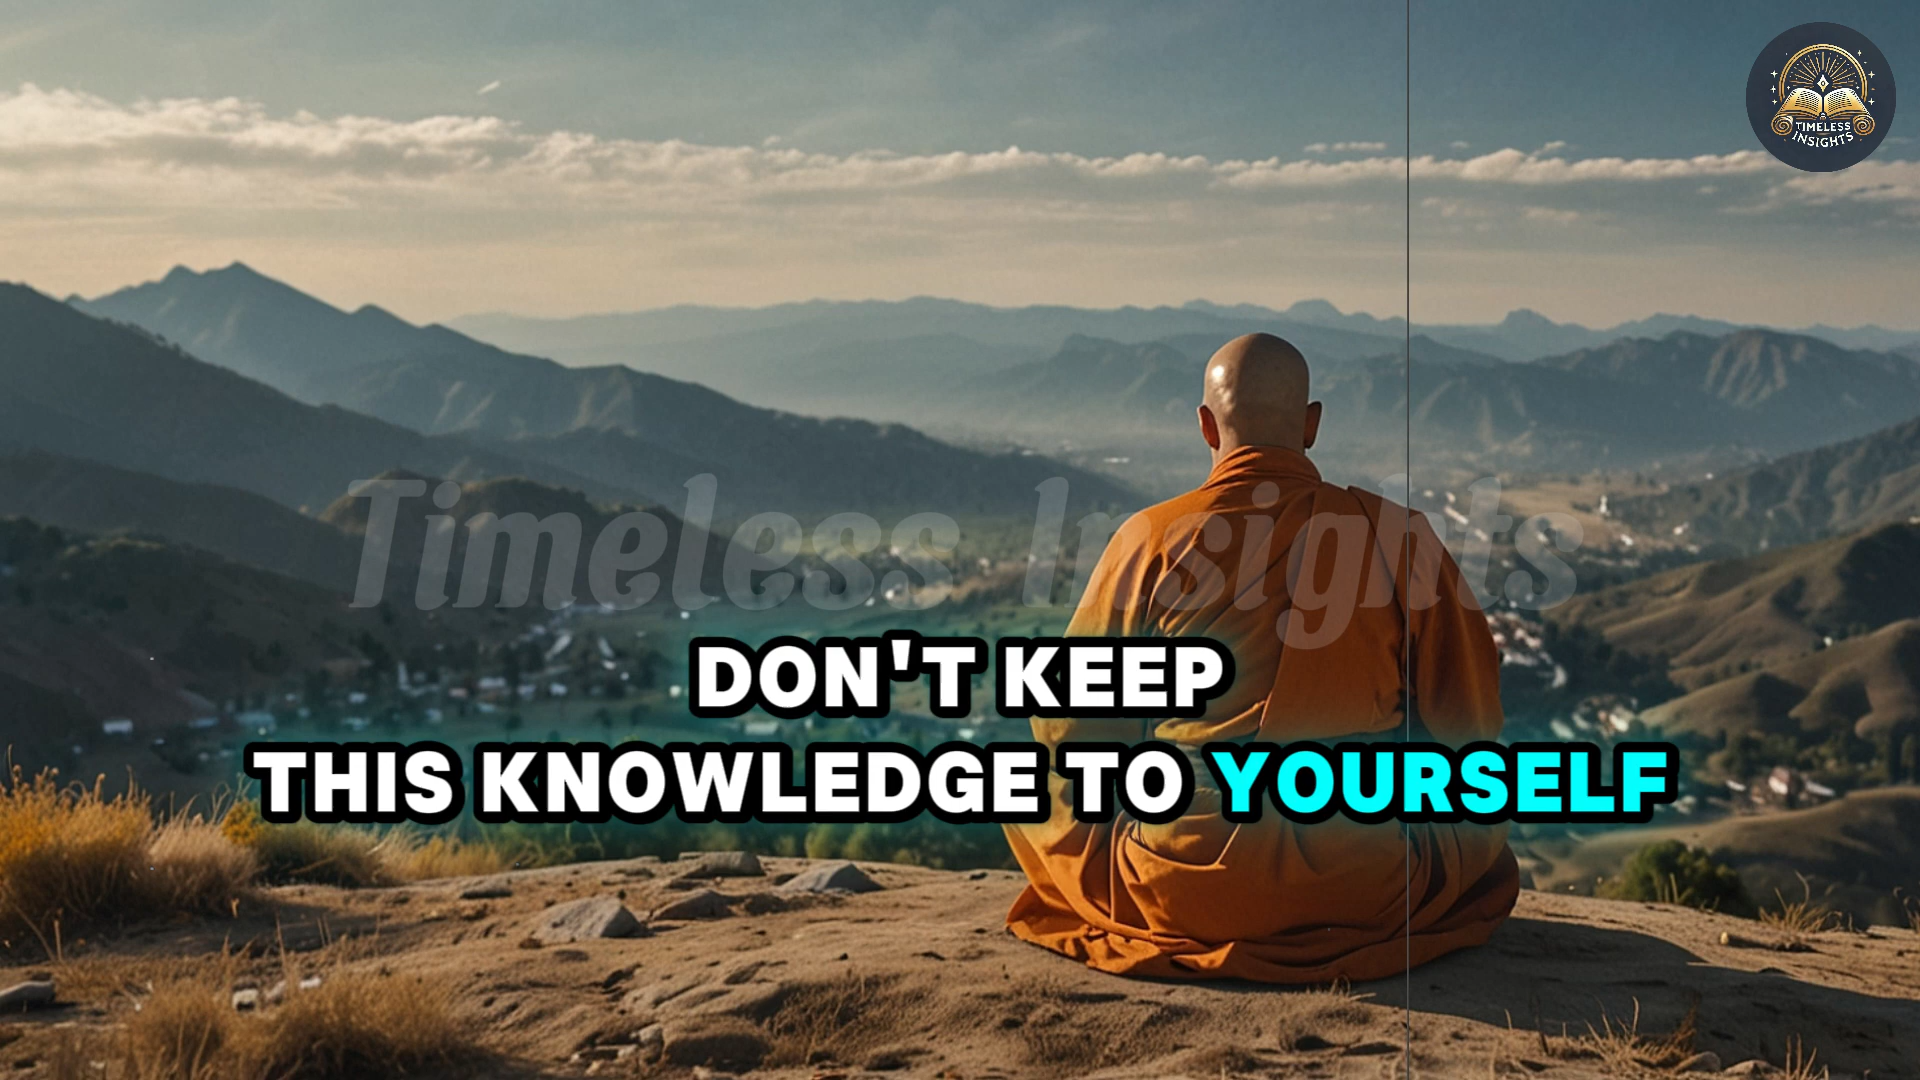 TIMELESS
INSIGHTS
Timeless Insights
DON'T KEEP
THIS KNOWLEDGE TO YOURSELF